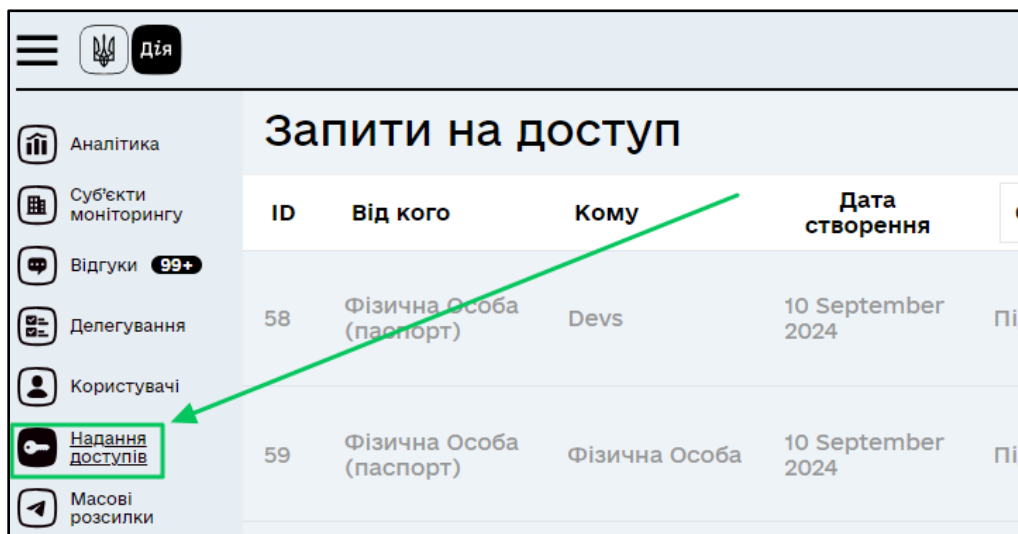 Дія
Запити на доступ
Аналітика
Суб'єкти
моніторингу
Відгуки 99+
Делегування
Користувачі
Надання
доступів
Масові
розсилки
ID Від кого Кому Дата
створення
58 Фізична Особа
(паспорт) Devs 10 September
2024
59 Фізична Особа
(паспорт) Фізична Особа 10 September
2024